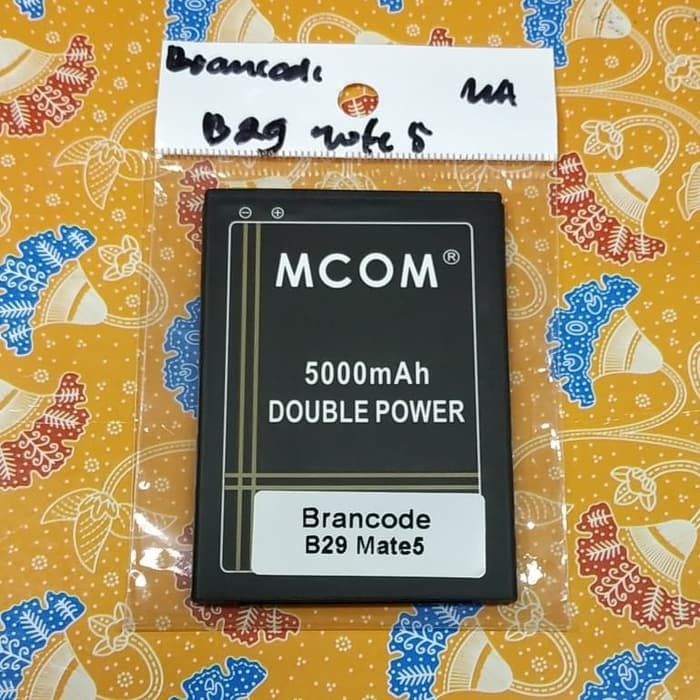 Brancode
MA
B29 Mate 5
⊖ ⊕
MCOM®
5000mAh
DOUBLE POWER
Brancode
B29 Mate5